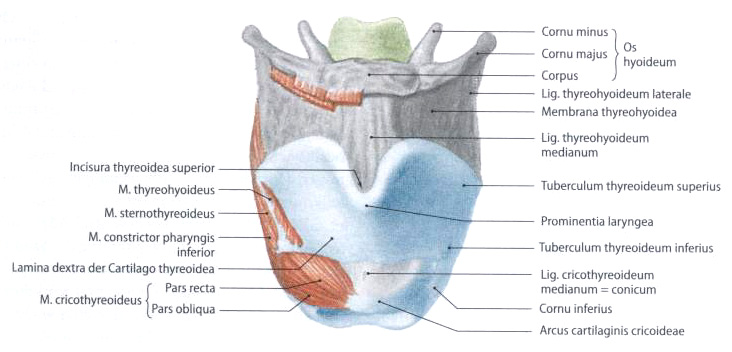 Cornu minus
Cornu majus
Os
hyoideum
Corpus
Lig. thyreohyoideum laterale
Membrana thyreohyoidea
Lig. thyreohyoideum
medianum
Incisura thyreoidea superior
M. thyreohyoideus
M. sternothyreoideus
M. constrictor pharyngis
inferior
Lamina dextra der Cartilago thyreoidea
M. cricothyreoideus
Pars recta
Pars obliqua
Tuberculum thyreoideum superius
Prominentia laryngea
Tuberculum thyreoideum inferius
Lig. cricothyreoideum
medianum = conicum
Cornu inferius
Arcus cartilaginis cricoideae